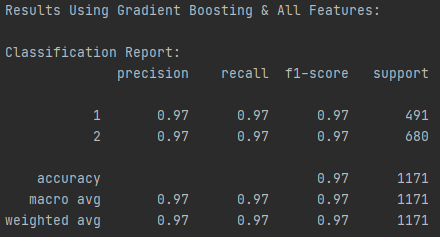 Results Using Gradient Boosting & All Features:
Classification Report:
precision recall f1-score support
1 0.97 0.97 0.97 491
2 0.97 0.97 0.97 680
accuracy 0.97 1171
macro avg 0.97 0.97 0.97 1171
weighted avg 0.97 0.97 0.97 1171